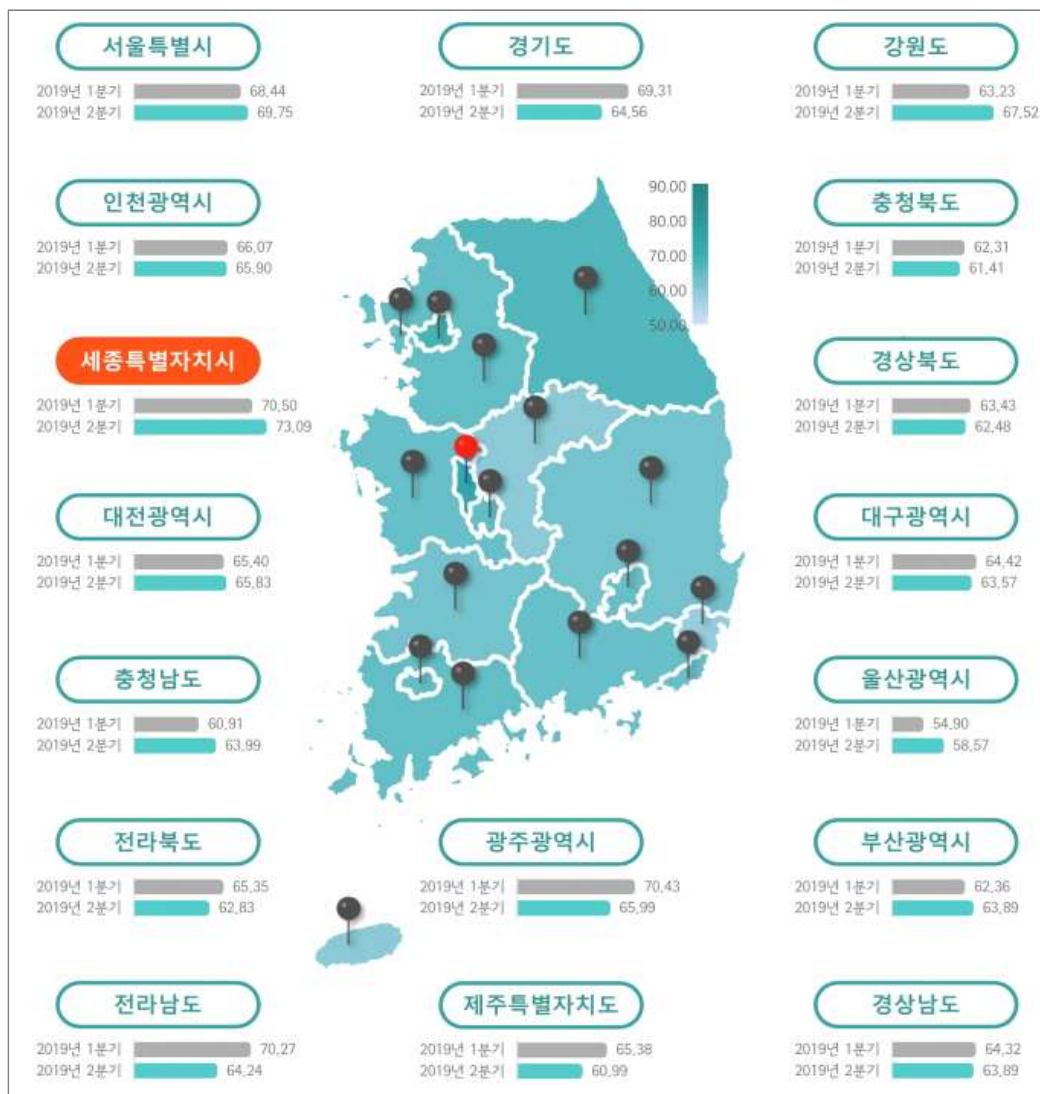 서울특별시
2019년 1분기 68.44
2019년 2분기 69.75
경기도
2019년 1분기 69.31
2019년 2분기 64.56
강원도
2019년 1분기 63.23
2019년 2분기 67.52
인천광역시
2019년 1분기 66.07
2019년 2분기 65.90
90.00
80.00
70.00
60.00
50.00
충청북도
2019년 1분기 62.31
2019년 2분기 61.41
세종특별자치시
2019년 1분기 70.50
2019년 2분기 73.09
경상북도
2019년 1분기 63.43
2019년 2분기 62.48
대전광역시
2019년 1분기 65.40
2019년 2분기 65.83
대구광역시
2019년 1분기 64.42
2019년 2분기 63.57
충청남도
2019년 1분기 60.91
2019년 2분기 63.99
울산광역시
2019년 1분기 54.90
2019년 2분기 58.57
전라북도
2019년 1분기 65.35
2019년 2분기 62.83
광주광역시
2019년 1분기 70.43
2019년 2분기 65.99
부산광역시
2019년 1분기 62.36
2019년 2분기 63.89
전라남도
2019년 1분기 70.27
2019년 2분기 64.24
제주특별자치도
2019년 1분기 65.38
2019년 2분기 60.99
경상남도
2019년 1분기 64.32
2019년 2분기 63.89